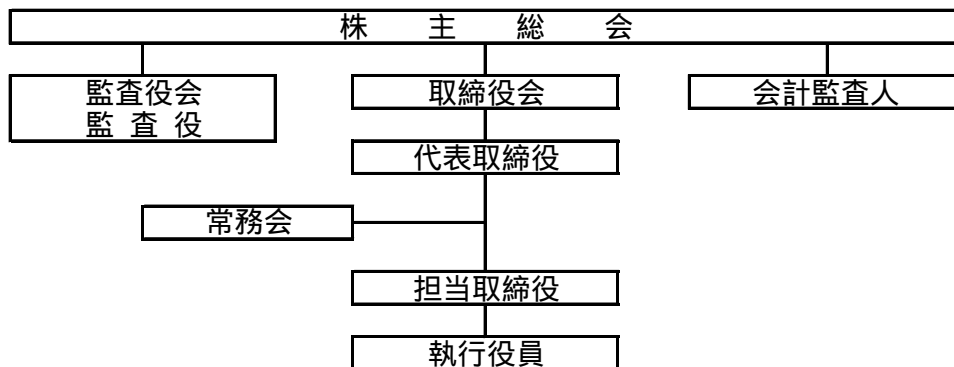 株主総会
監査役会
監査役
取締役会
会計監査人
代表取締役
常務会
担当取締役
執行役員